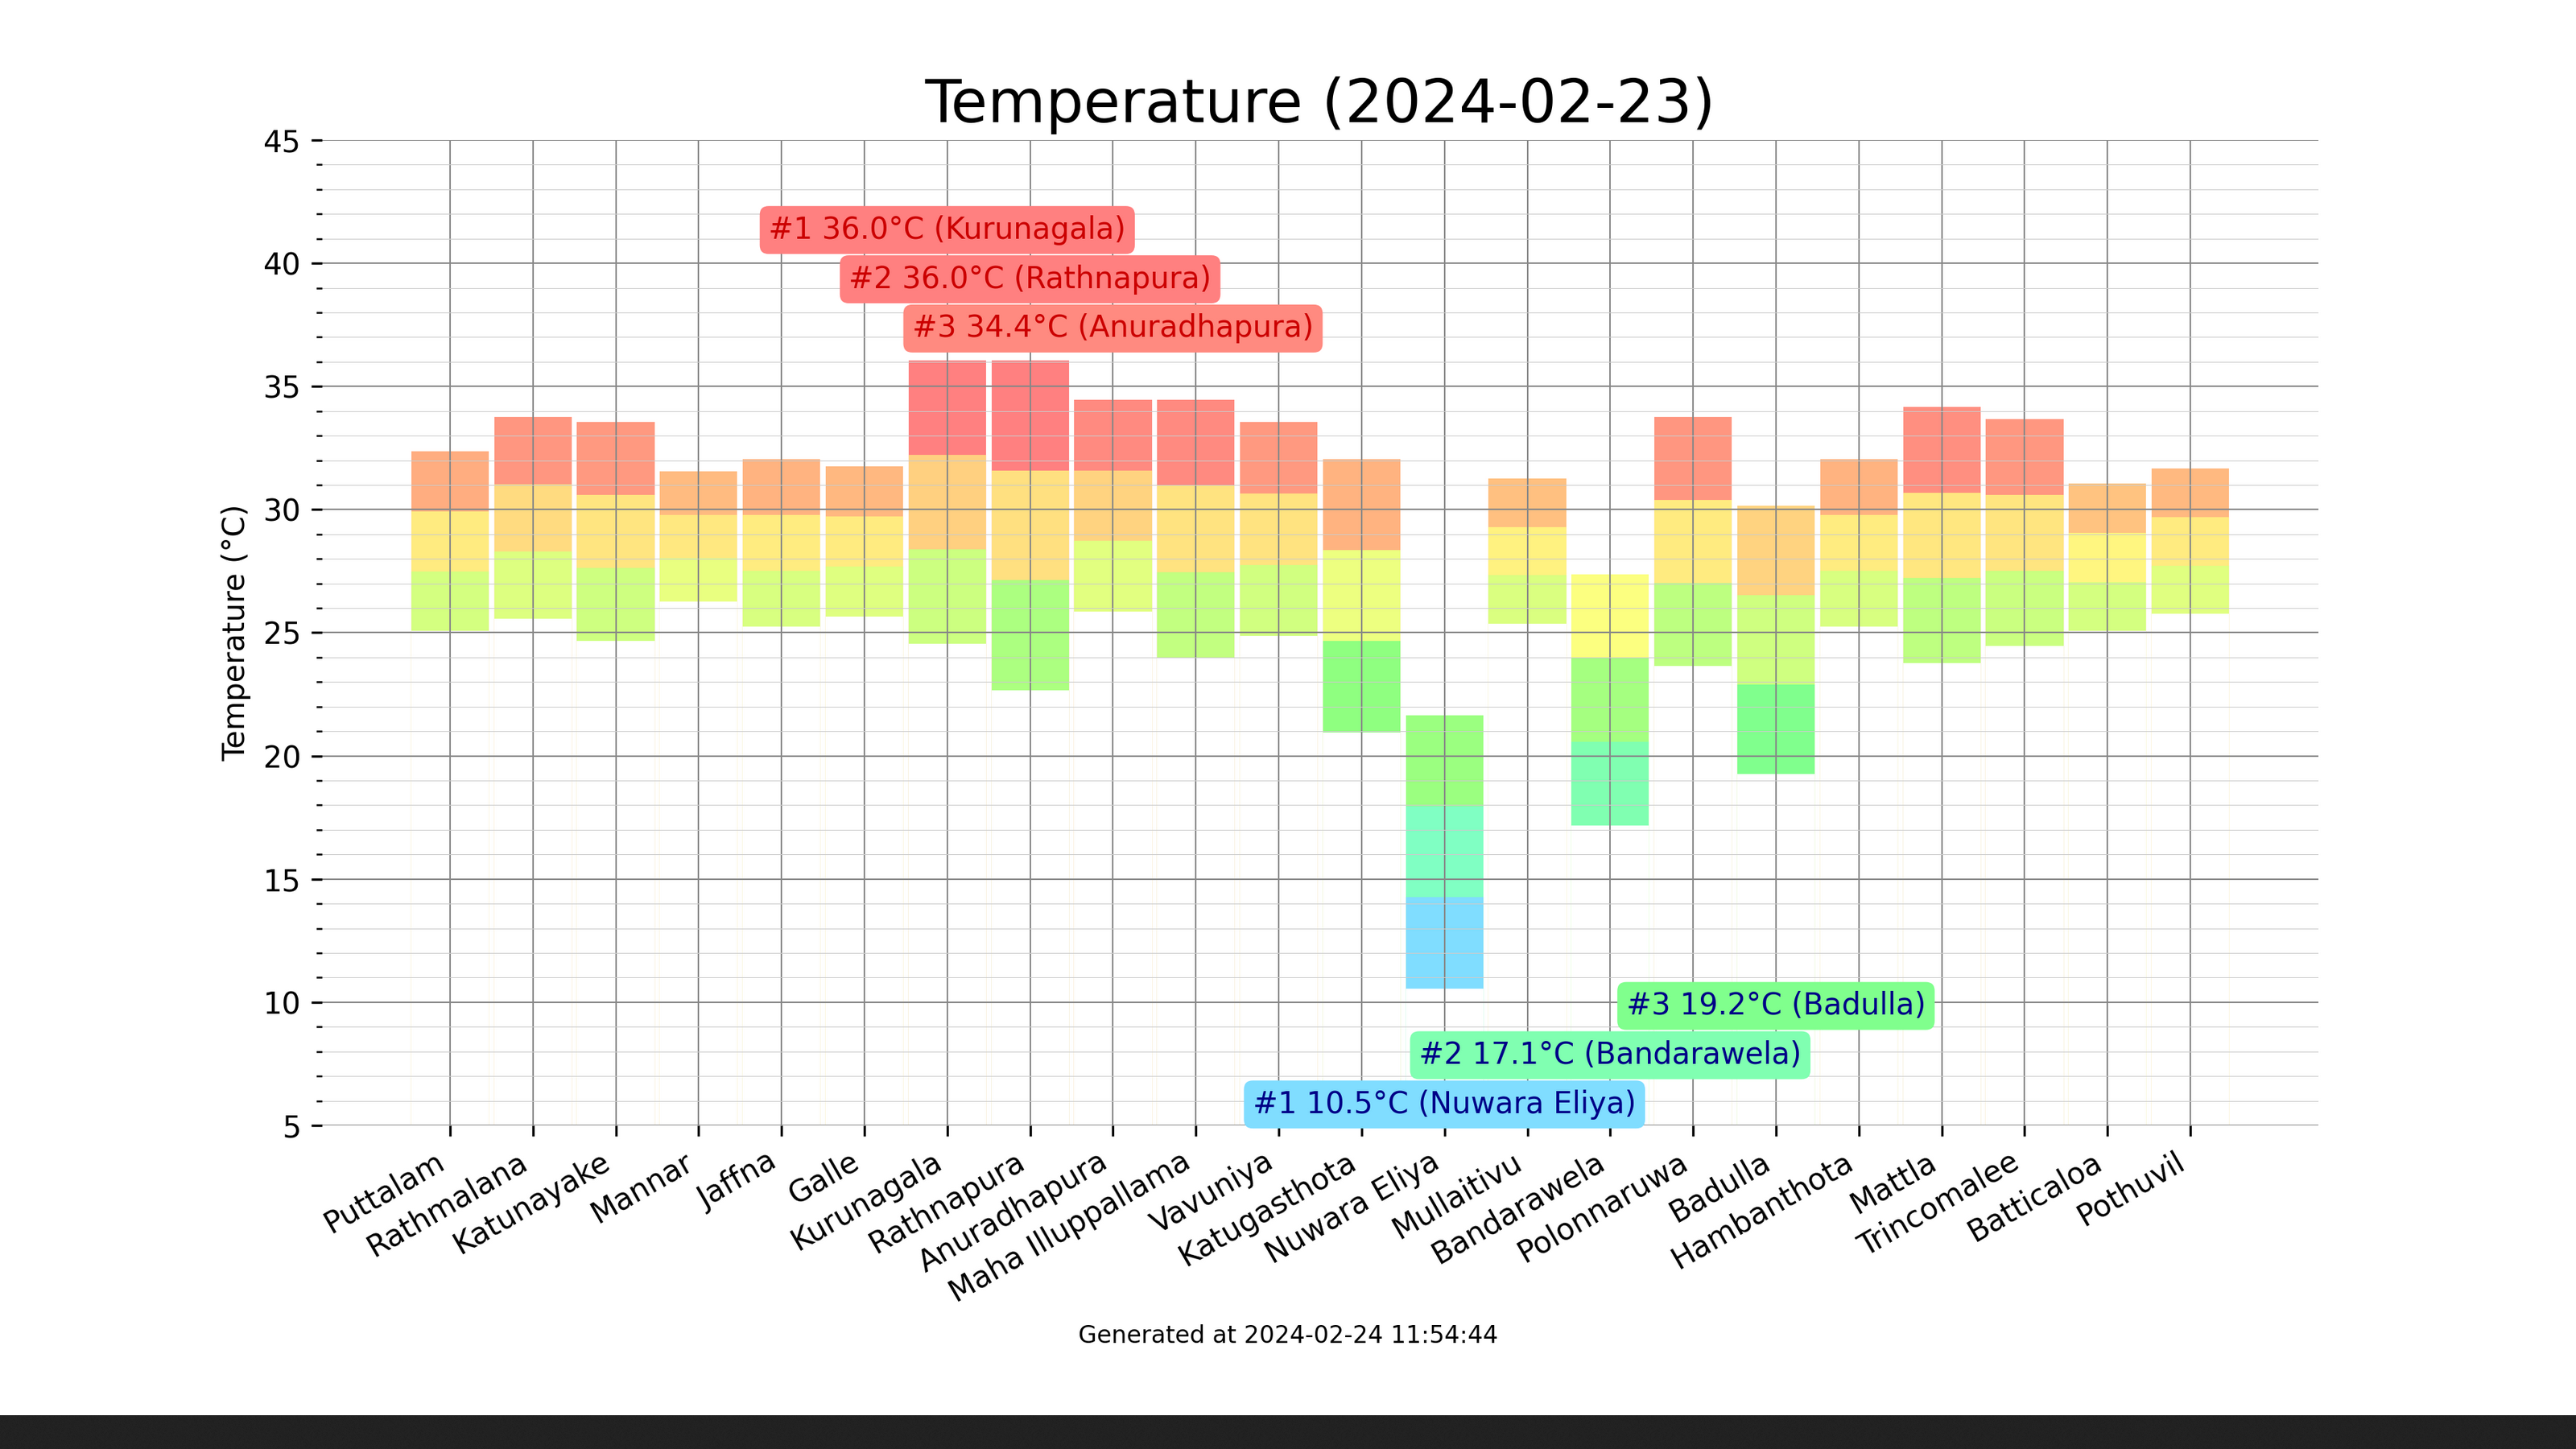 Temperature (2024-02-23)
45
40
35
30
25
20
15
10
5
Temperature (°C)
#1 36.0°C (Kurunagala)
#2 36.0°C (Rathnapura)
#3 34.4°C (Anuradhapura)
#3 19.2°C (Badulla)
#2 17.1°C (Bandarawela)
#1 10.5°C (Nuwara Eliya)
Puttalam
Rathmalana
Katunayake
Mannar
Jaffna
Galle
Kurunagala
Rathnapura
Anuradhapura
Maha Illuppallama
Vavuniya
Katugasthota
Nuwara Eliya
Mullaitivu
Bandarawela
Polonnaruwa
Badulla
Hambanthota
Mattla
Trincomalee
Batticaloa
Pothuvil
Generated at 2024-02-24 11:54:44